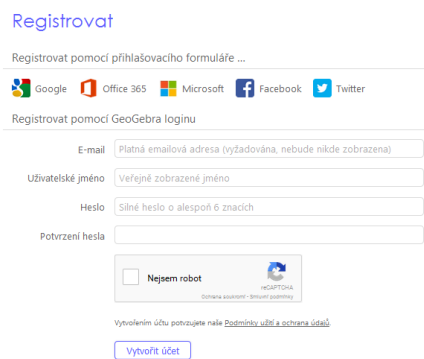 Registrovat
Registrovat pomocí přihlašovacího formuláře ...
Google Office 365 Microsoft Facebook Twitter
Registrovat pomocí GeoGebra loginu
E-mail Platná emailová adresa (vyžadována, nebude nikde zobrazena)
Uživatelské jméno Veřejně zobrazené jméno
Heslo Silné heslo o alespoň 6 znacích
Potvrzení hesla
Nejsem robot
reCAPTCHA
Ochrana soukromí - Smluvní podmínky
Vytvořením účtu potvrzujete naše Podmínky užití a ochrana údajů.
Vytvořit účet